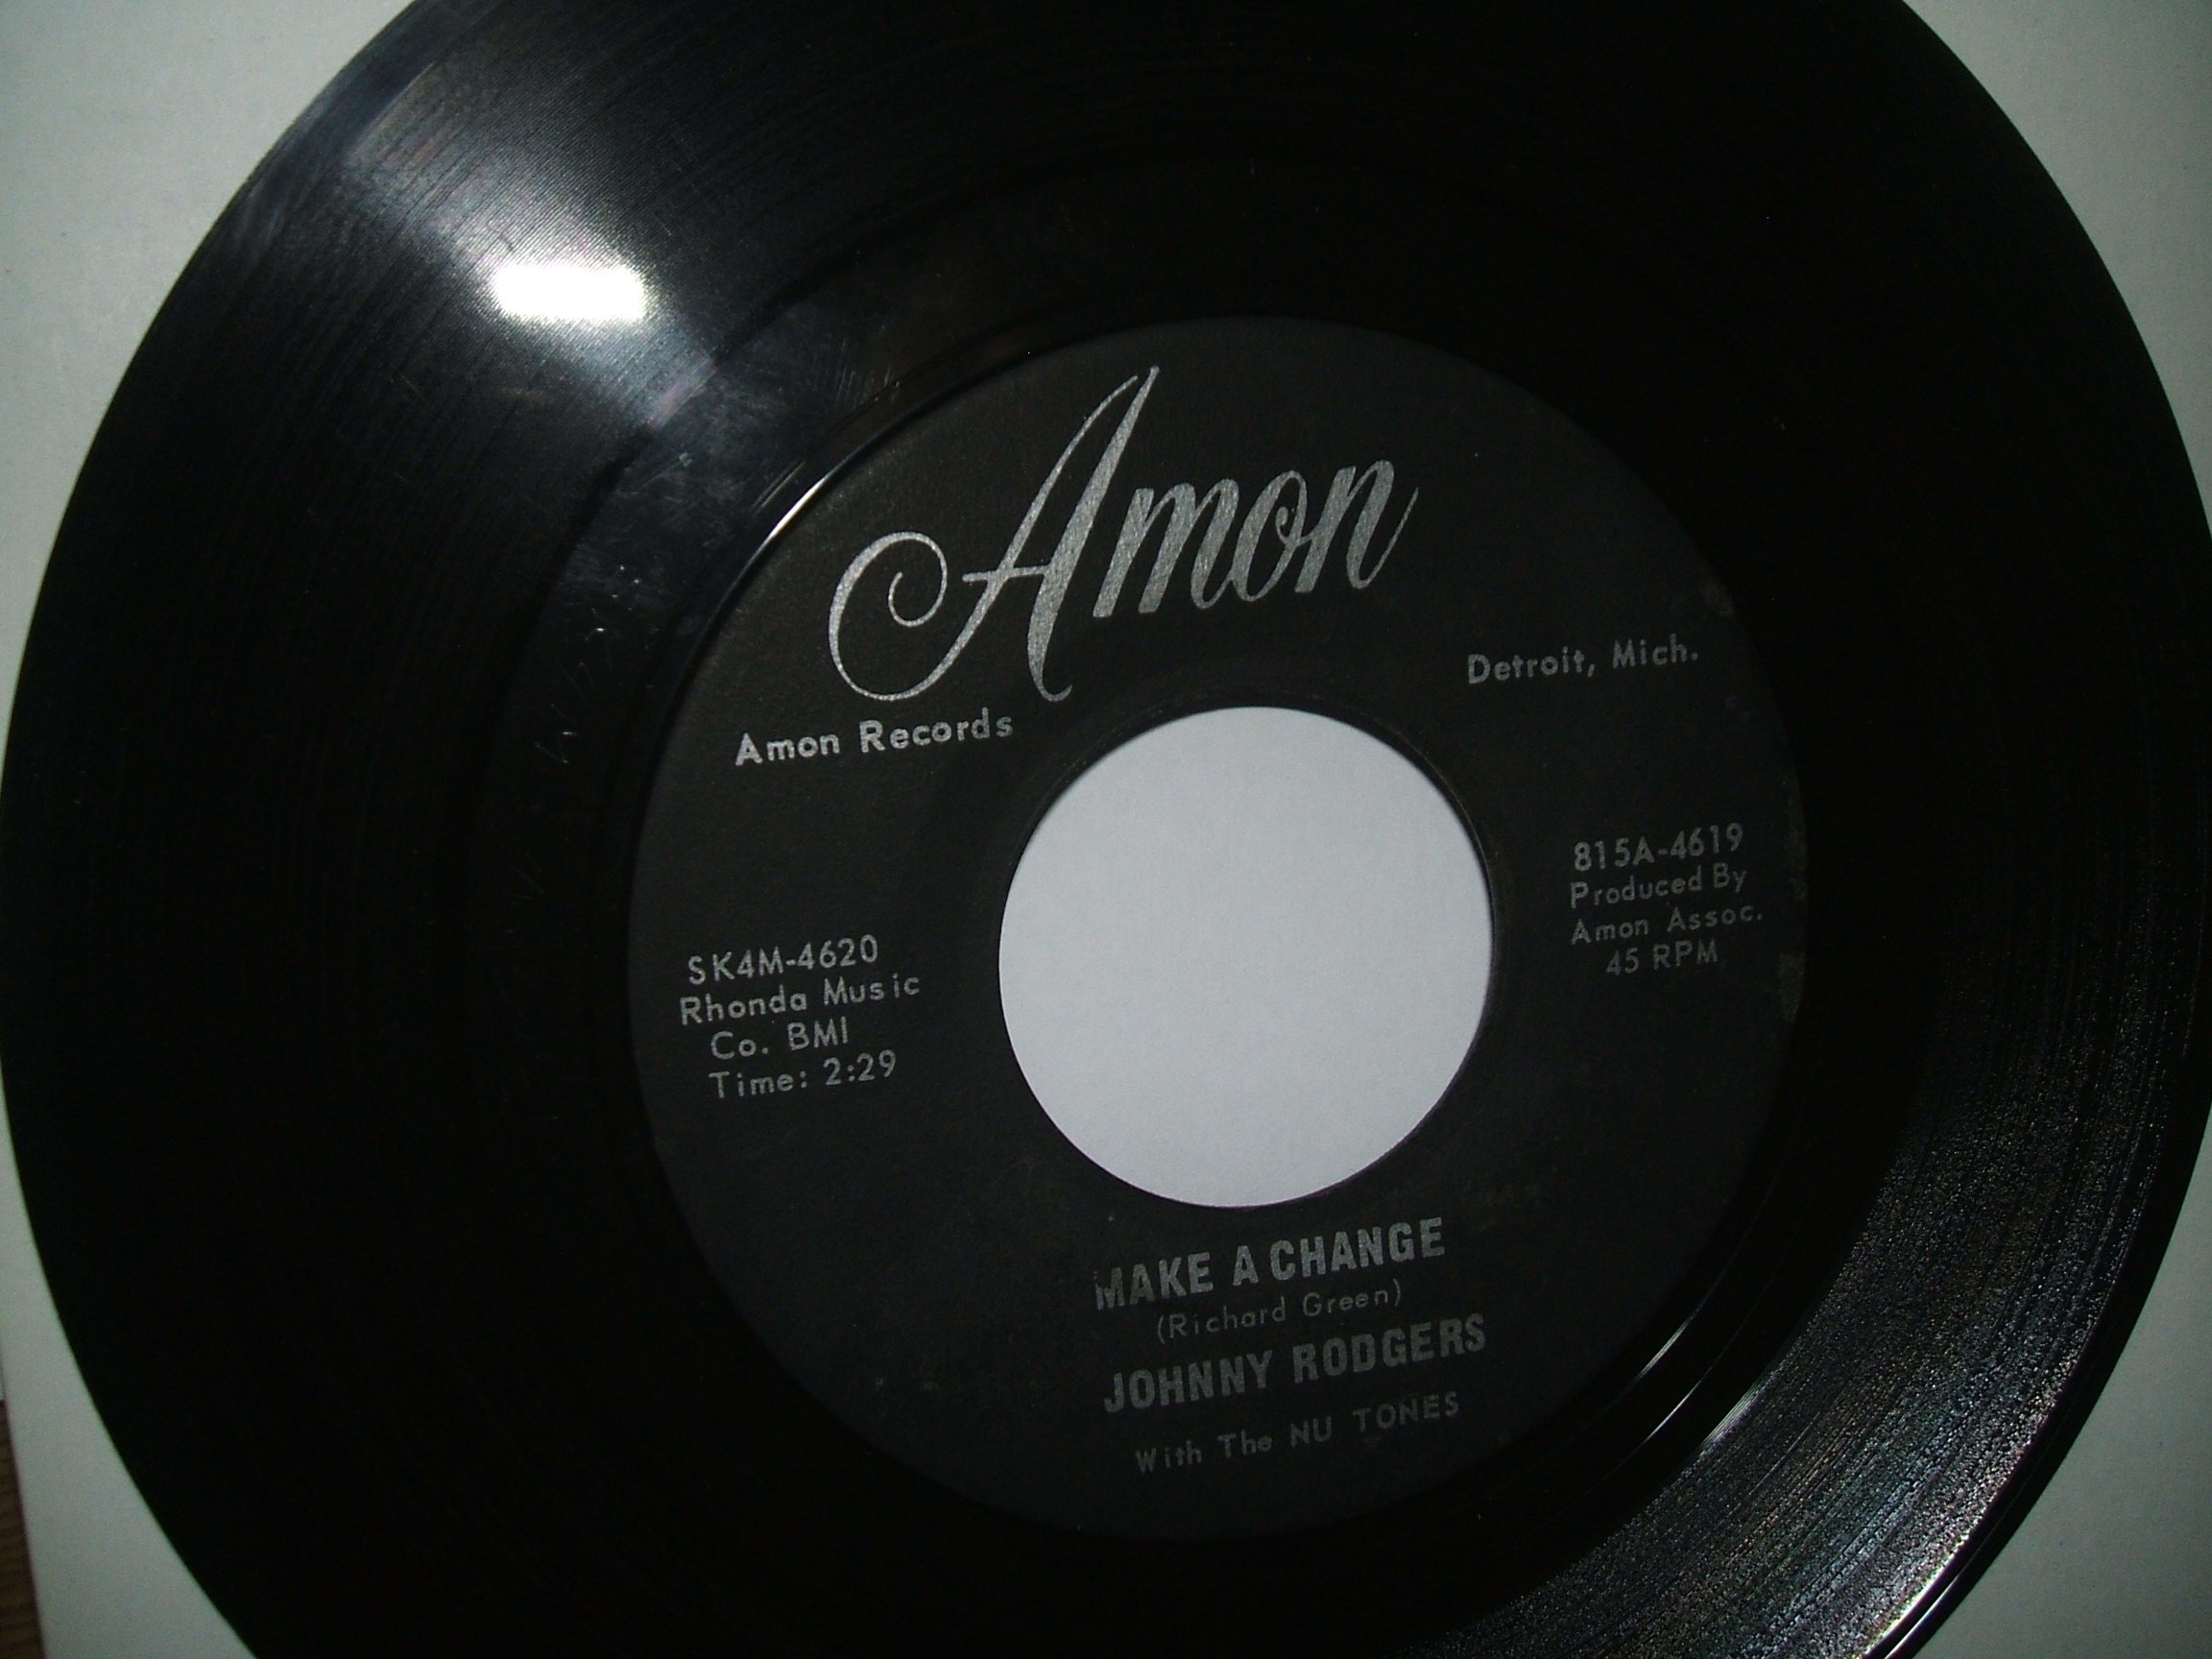 Amon
Detroit, Mich.
Amon Records
815A-4619
Produced By
Amon Assoc.
45 RPM
SK4M-4620
Rhonda Music
Co. BMI
Time: 2:29
MAKE A CHANGE
(Richard Green)
JOHNNY RODGERS
With The NU TONES